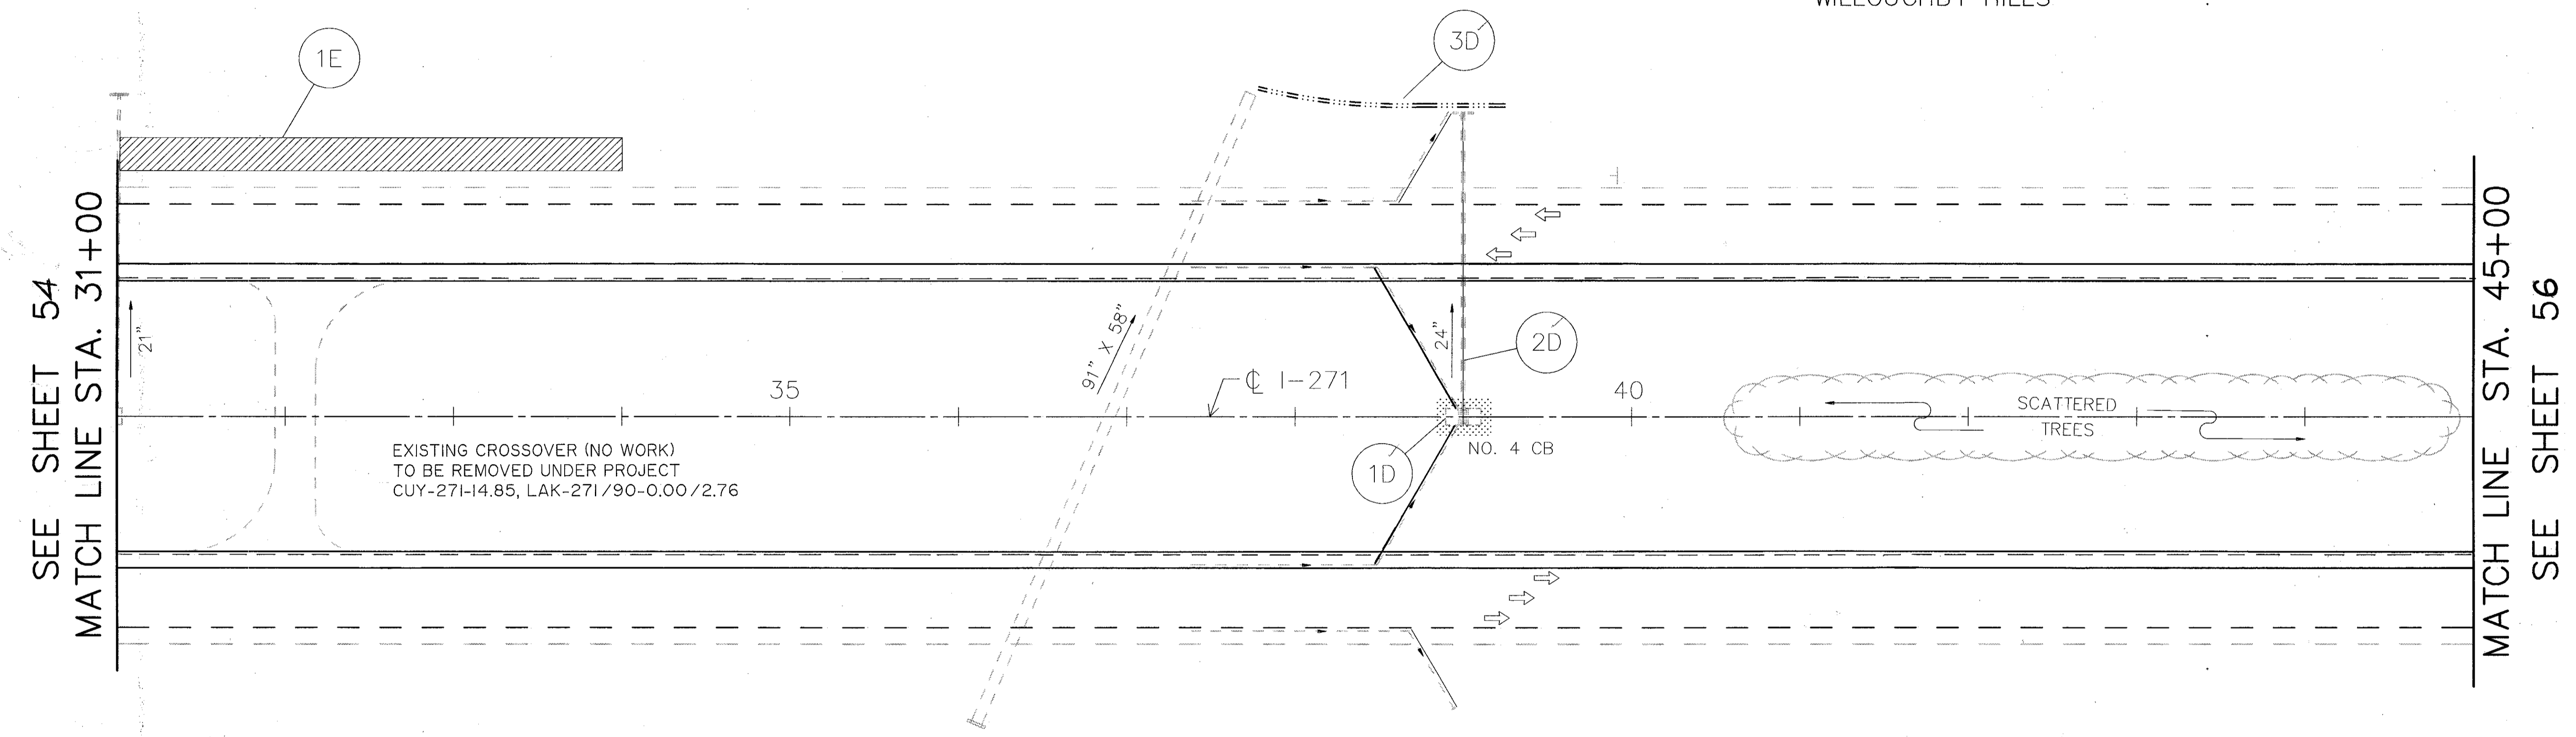 1E
3D
SEE SHEET 54
MATCH LINE STA. 31+00
21"
91" X 58"
24"
2D
35
℄ I-271
40
SCATTERED
TREES
EXISTING CROSSOVER (NO WORK)
TO BE REMOVED UNDER PROJECT
CUY-271-14.85, LAK-271/90-0.00/2.76
1D
NO. 4 CB
MATCH LINE STA. 45+00
SEE SHEET 56